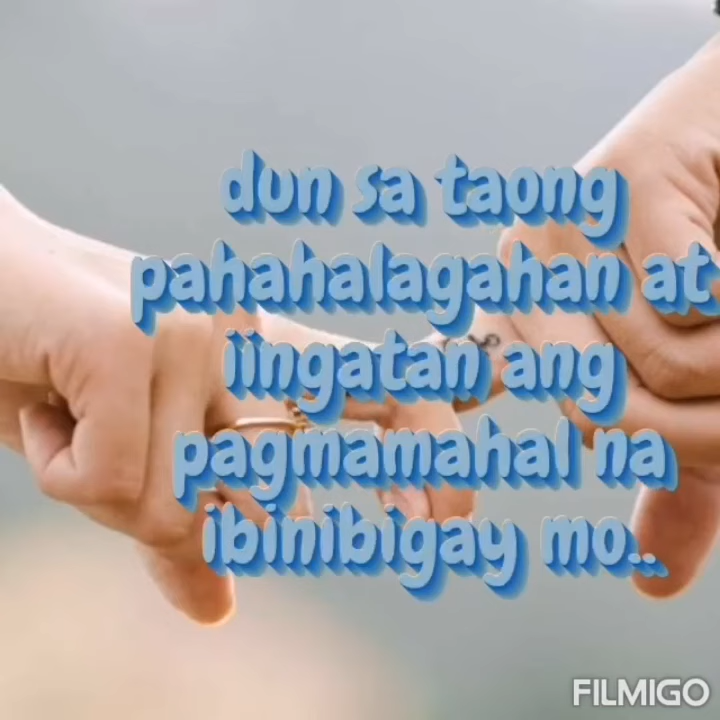 dun sa taong
pahahalagahan at
iingatan ang
pagmamahal na
ibinibigay mo..
FILMIGO